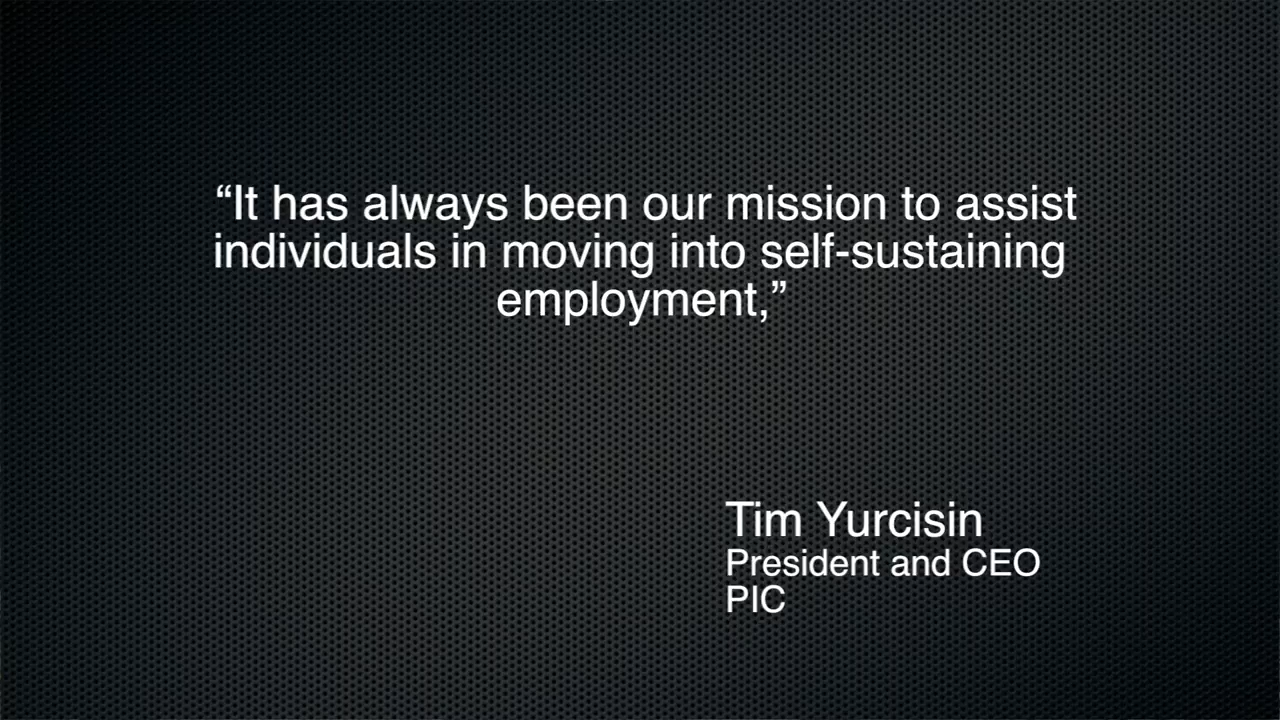 “It has always been our mission to assist
individuals in moving into self-sustaining
employment,”
Tim Yurcisin
President and CEO
PIC